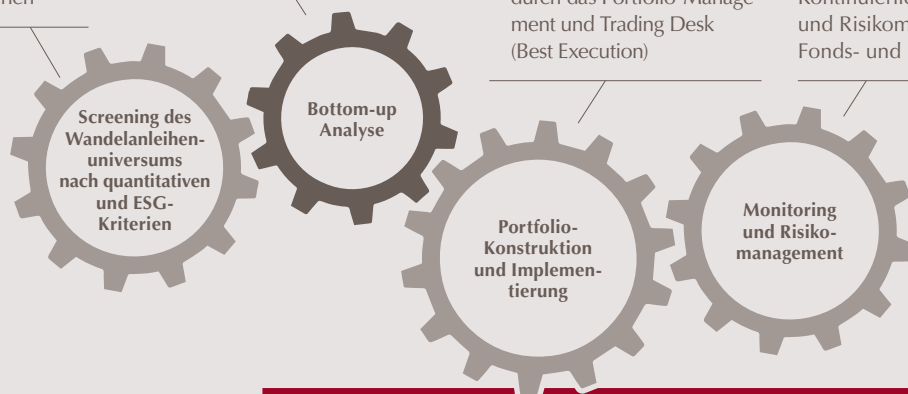 durch das Portfolio-Manage-
ment und Trading Desk
(Best Execution)
und
Fonds- und
Screening des
Wandelanleihen-
universums
nach quantitativen
und ESG-
Kriterien
Bottom-up
Analyse
Portfolio-
Konstruktion
und Implemen-
tierung
Monitoring
und Risiko-
management